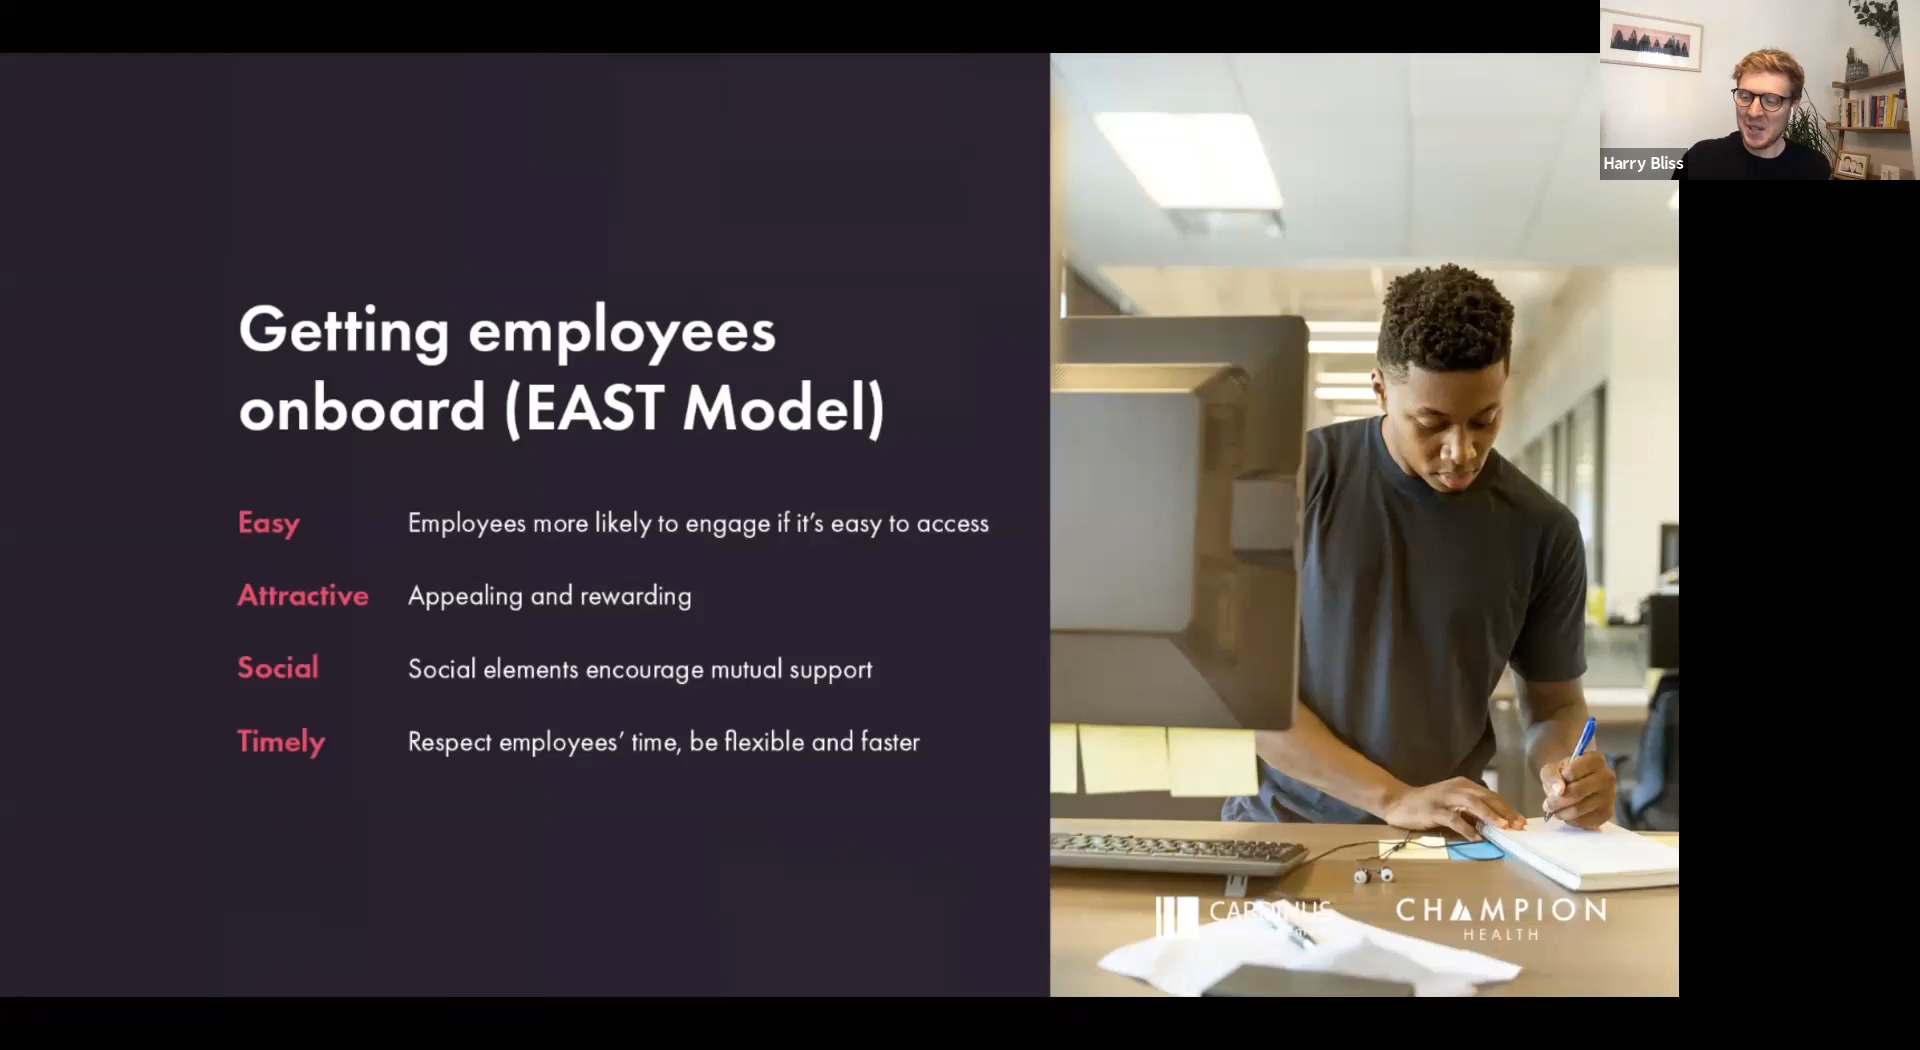 Harry Bliss
Getting employees
onboard (EAST Model)
Easy Employees more likely to engage if it's easy to access
Attractive Appealing and rewarding
Social Social elements encourage mutual support
Timely Respect employees' time, be flexible and faster
CARDINUS
CHAMPION
HEALTH